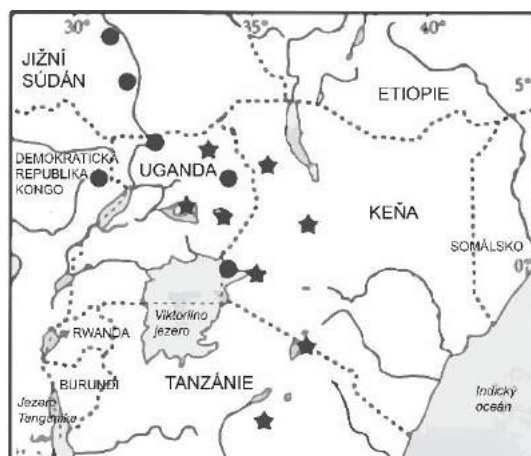 30°
35°
40°
JIŽNÍ
SÚDÁN
ETIOPIE
5°
DEMOKRATICKÁ
REPUBLIKA
KONGO
UGANDA
KEŇA
SOMÁLSKO
0°
Viktoriino
jezero
RWANDA
BURUNDI
TANZÁNIE
Jezero
Tanganika
Indický
oceán